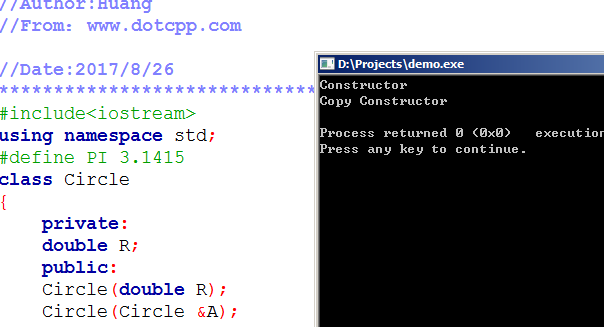 //Author:Huang
//From: www.dotcpp.com
//Date:2017/8/26
********************************
#include<iostream>
using namespace std;
#define PI 3.1415
class Circle
{
private:
double R;
public:
Circle(double R);
Circle(Circle &A);
D:\Projects\demo.exe
Constructor
Copy Constructor
Process returned 0 (0x0) execution
Press any key to continue.